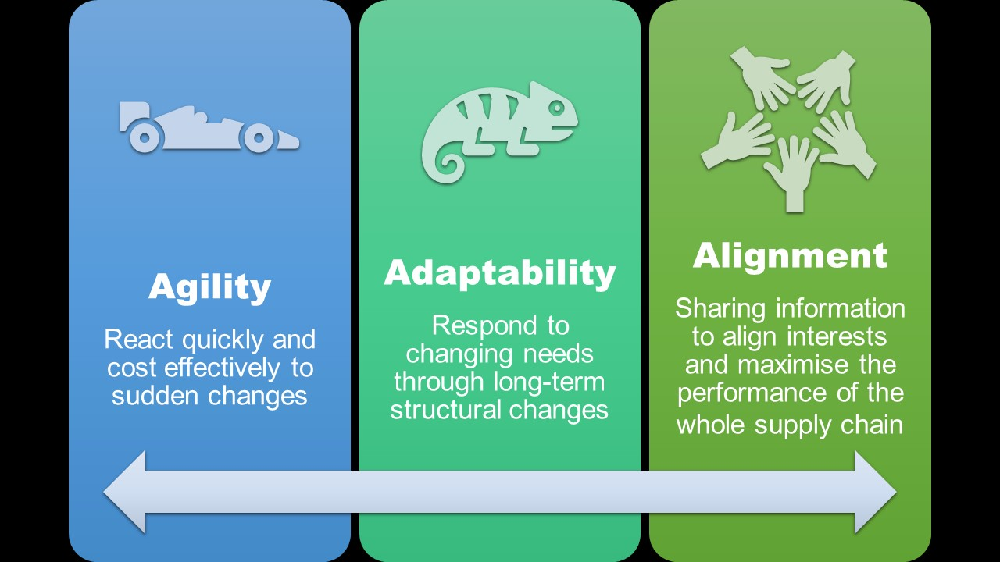 Agility
React quickly and
cost effectively to
sudden changes
Adaptability
Respond to
changing needs
through long-term
structural changes
Alignment
Sharing information
to align interests
and maximise the
performance of the
whole supply chain